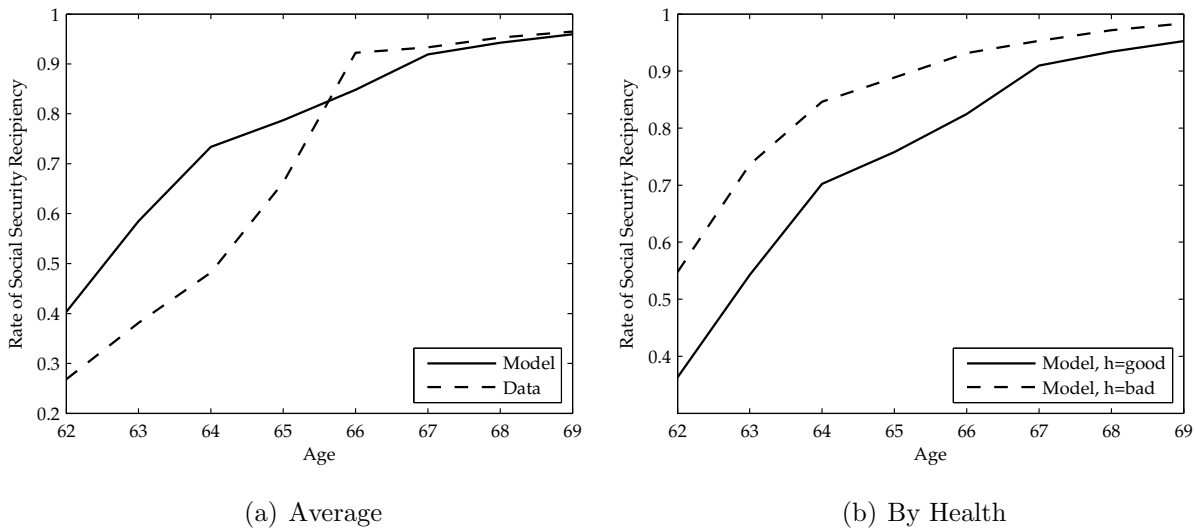 Rate of Social Security Recipiency
1
0.9
0.8
0.7
0.6
0.5
0.4
0.3
0.2
62 63 64 65 66 67 68 69
Age
Model
Data
(a) Average
Rate of Social Security Recipiency
1
0.9
0.8
0.7
0.6
0.5
0.4
62 63 64 65 66 67 68 69
Age
Model, h=good
Model, h=bad
(b) By Health